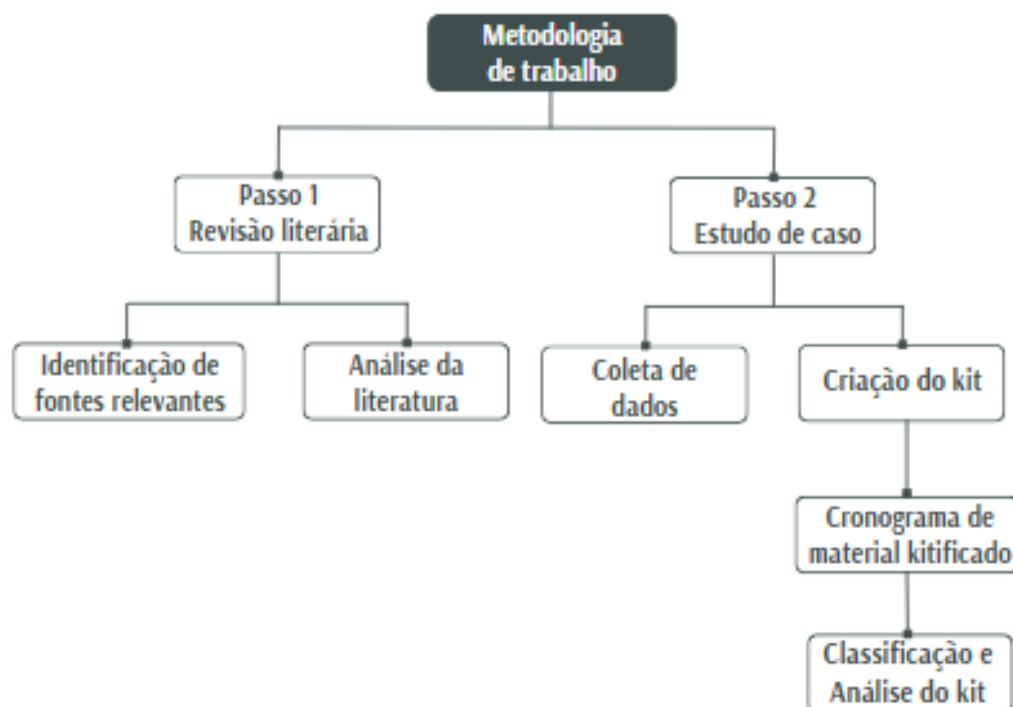 Metodologia
de trabalho
Passo 1
Revisão literária
Passo 2
Estudo de caso
Identificação de
fontes relevantes
Análise da
literatura
Coleta de
dados
Criação do kit
Cronograma de
material kitificado
Classificação e
Análise do kit